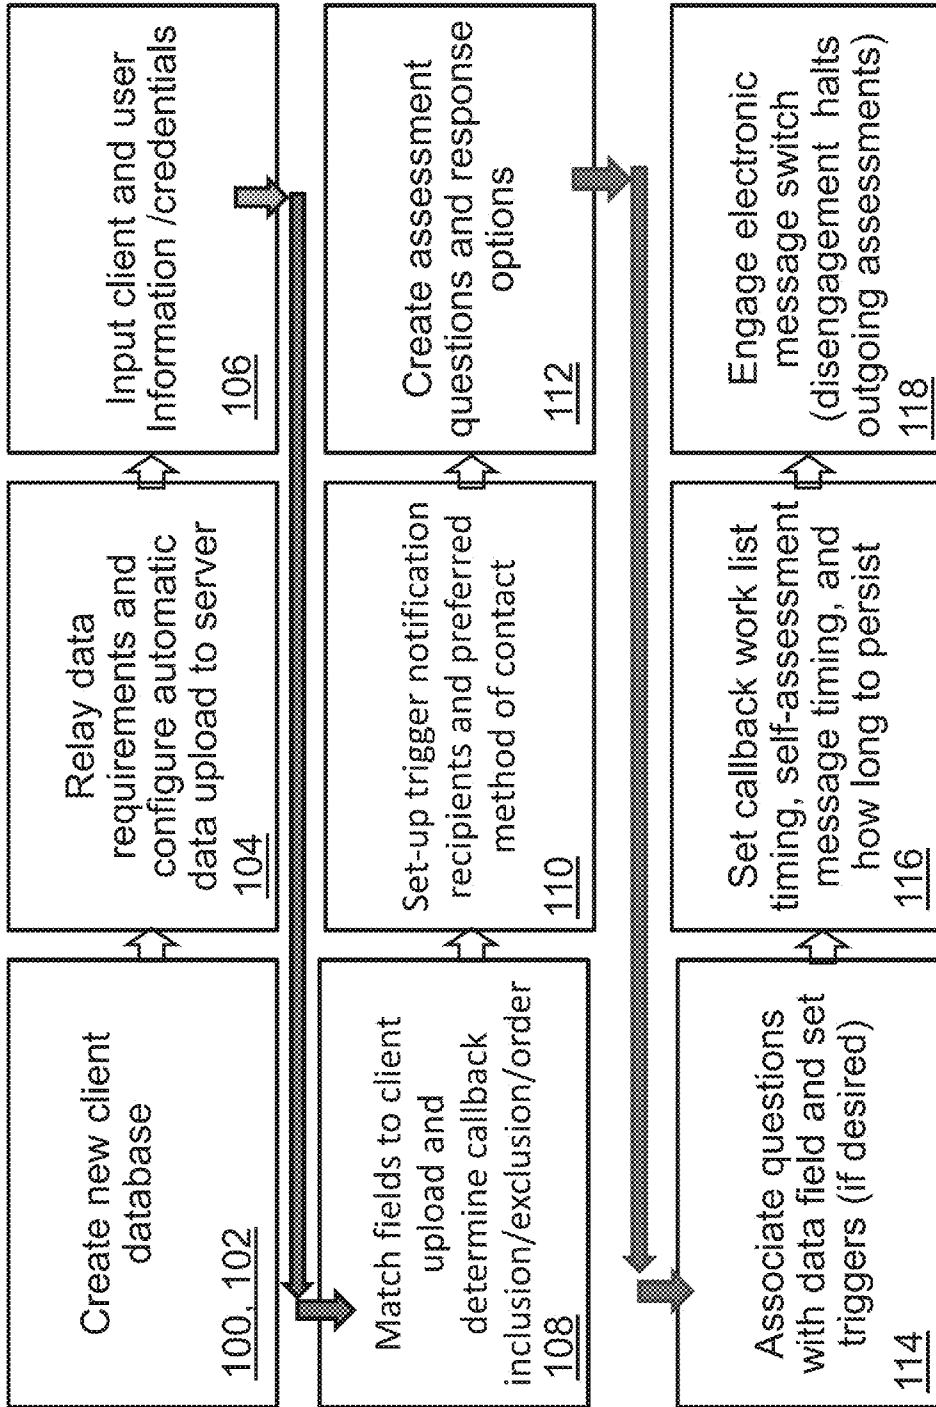 Create new client
database
100, 102
Relay data
requirements and
configure automatic
data upload to server
104
Input client and user
Information /credentials
106
Match fields to client
upload and
determine callback
inclusion/exclusion/order
108
Set-up trigger notification
recipients and preferred
method of contact
110
Create assessment
questions and response
options
112
Associate questions
with data field and set
triggers (if desired)
114
Set callback work list
timing, self-assessment
message timing, and
how long to persist
116
Engage electronic
message switch
(disengagement halts
outgoing assessments)
118